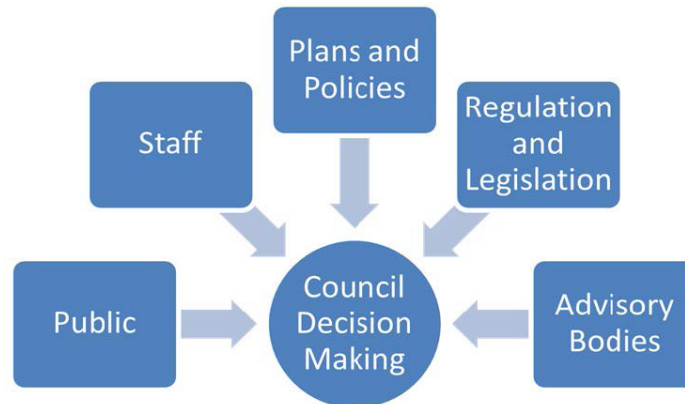 Plans and
Policies
Staff
Regulation
and
Legislation
Public
Council
Decision
Making
Advisory
Bodies